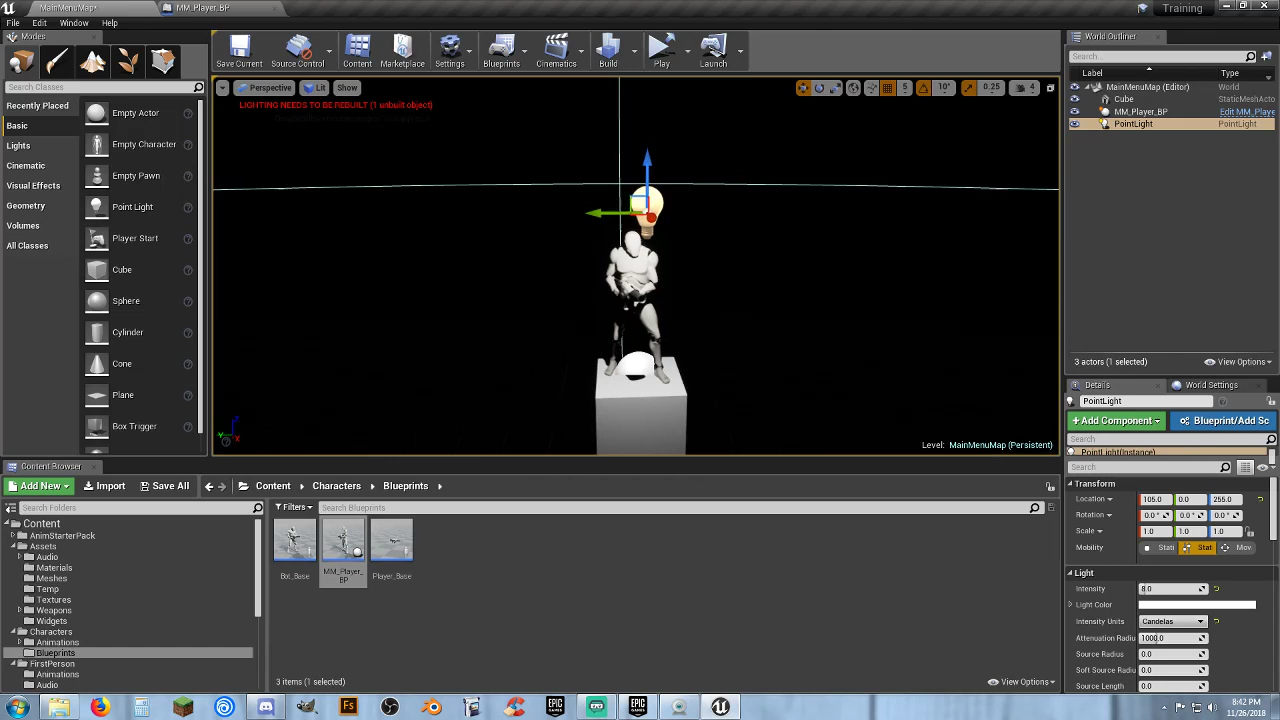 MainMenuMap*
MM_Player_BP
Training
File Edit Window Help
Modes
Search Classes
Recently Placed
Basic
Lights
Cinematic
Visual Effects
Geometry
Volumes
All Classes
Empty Actor
Empty Character
Empty Pawn
Point Light
Player Start
Cube
Sphere
Cylinder
Cone
Plane
Box Trigger
Save Current
Source Control
Content
Marketplace
Settings
Blueprints
Cinematics
Build
Play
Launch
Perspective Lit Show
5 10° 0.25 4
LIGHTING NEEDS TO BE REBUILT (1 unbuilt object)
Level: MainMenuMap (Persistent)
World Outliner
Search...
Label Type
MainMenuMap (Editor) World
Cube StaticMeshActo
MM_Player_BP Edit MM_Playe
PointLight PointLight
3 actors (1 selected) View Options
Details World Settings
PointLight
+ Add Component Blueprint/Add Sc
Search
PointLight(Instance)
Search
Transform
Location 105.0 0.0 255.0
Rotation 0.0° 0.0° 0.0°
Scale 1.0 1.0 1.0
Mobility Stati Stat Mov
Light
Intensity 8.0
Light Color
Intensity Units Candelas
Attenuation Radiu 1000.0
Source Radius 0.0
Soft Source Radiu 0.0
Source Length 0.0
Content Browser
Add New Import Save All Content Characters Blueprints
Search Folders
Filters Search Blueprints
Content
AnimStarterPack
Assets
Audio
Materials
Meshes
Temp
Textures
Weapons
Widgets
Characters
Animations
Blueprints
FirstPerson
Animations
Audio
Bot_Base
MM_Player_
BP
Player_Base
3 items (1 selected) View Options
8:42 PM
11/26/2018